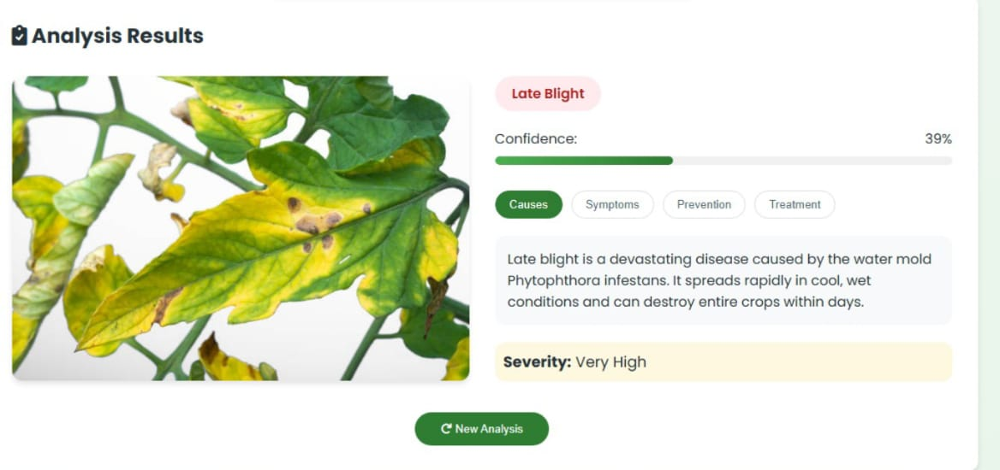 Analysis Results
Late Blight
Confidence: 39%
Causes Symptoms Prevention Treatment
Late blight is a devastating disease caused by the water mold
Phytophthora infestans. It spreads rapidly in cool, wet
conditions and can destroy entire crops within days.
Severity: Very High
New Analysis